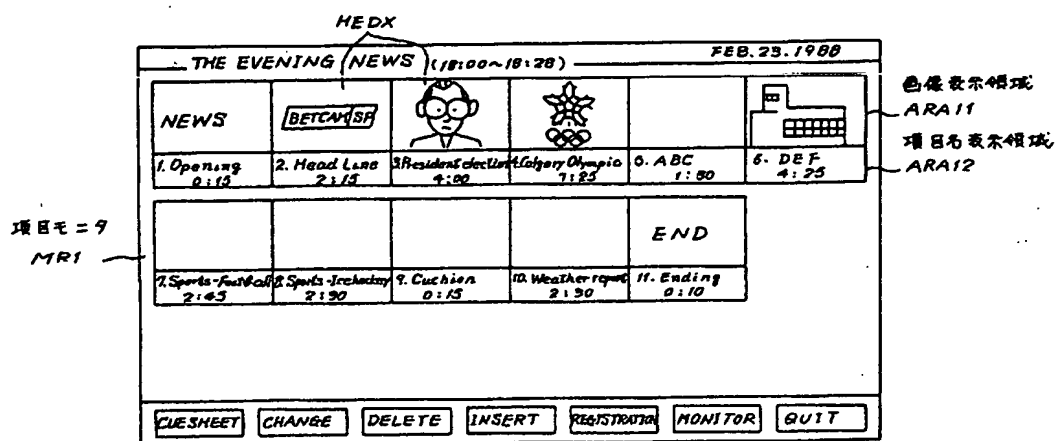 HEDX
THE EVENING NEWS (18:00~18:28) FEB.23.1988
NEWS BETCAM SP
1. Opening 2. Head Line 3. President election 4. Calgary Olympic 5. ABC 6. DEF
0:15 2:15 4:00 7:25 1:50 4:25
画像表示領域
ARA11
項目名表示領域
ARA12
項目モニタ
MR1
END
7. Sports-Football 8. Sports-Icehockey 9. Cuchion 10. Weather report 11. Ending
2:45 2:30 0:15 2:30 0:10
CUESHEET CHANGE DELETE INSERT REGISTRATION MONITOR QUIT